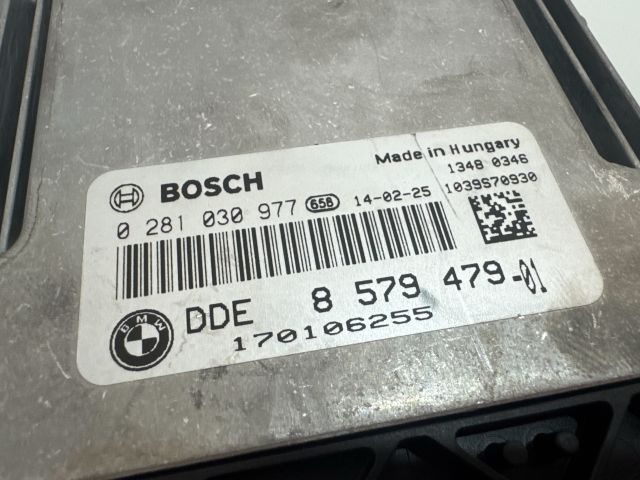 Made in Hungary
1348 0346
BOSCH
1039S70930
0 281 030 977 658 14-02-25
BMW
DDE 8 579 479-01
170106255